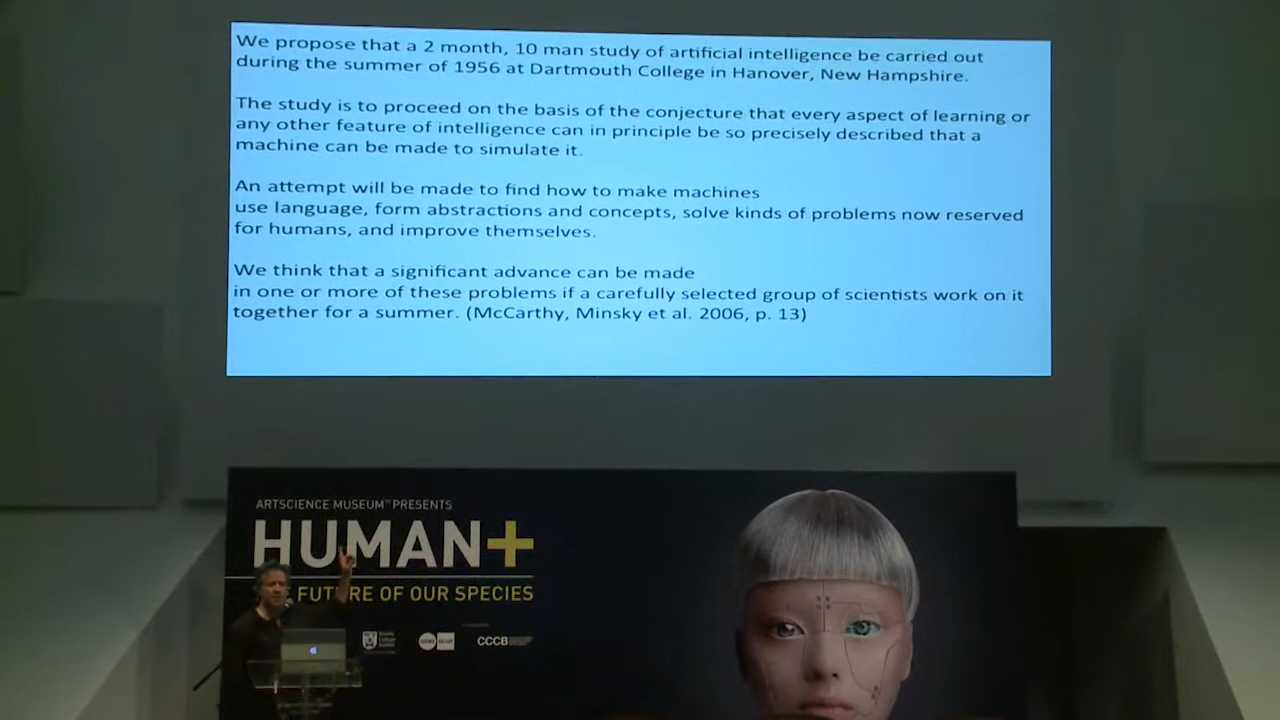 We propose that a 2 month, 10 man study of artificial intelligence be carried out
during the summer of 1956 at Dartmouth College in Hanover, New Hampshire.
The study is to proceed on the basis of the conjecture that every aspect of learning or
any other feature of intelligence can in principle be so precisely described that a
machine can be made to simulate it.
An attempt will be made to find how to make machines
use language, form abstractions and concepts, solve kinds of problems now reserved
for humans, and improve themselves.
We think that a significant advance can be made
in one or more of these problems if a carefully selected group of scientists work on it
together for a summer. (McCarthy, Minsky et al. 2006, p. 13)
ARTSCIENCE MUSEUM™ PRESENTS
HUMAN+
FUTURE OF OUR SPECIES
CCCB